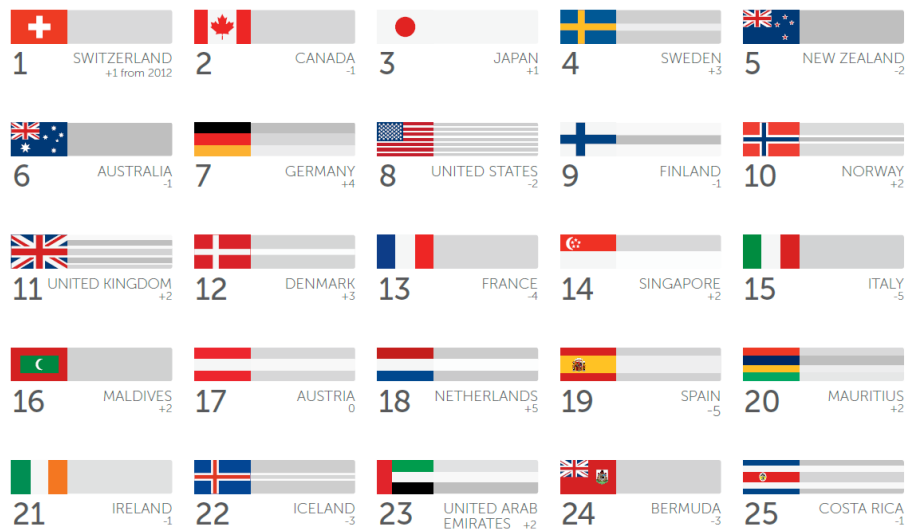 1 SWITZERLAND
+1 from 2012
2 CANADA
-1
3 JAPAN
+1
4 SWEDEN
+3
5 NEW ZEALAND
-2
6 AUSTRALIA
-1
7 GERMANY
+4
8 UNITED STATES
-2
9 FINLAND
-1
10 NORWAY
+2
11 UNITED KINGDOM
+2
12 DENMARK
+3
13 FRANCE
-4
14 SINGAPORE
+2
15 ITALY
-5
16 MALDIVES
+2
17 AUSTRIA
0
18 NETHERLANDS
+5
19 SPAIN
-5
20 MAURITIUS
+2
21 IRELAND
-1
22 ICELAND
-3
23 UNITED ARAB
EMIRATES +2
24 BERMUDA
-3
25 COSTA RICA
-1